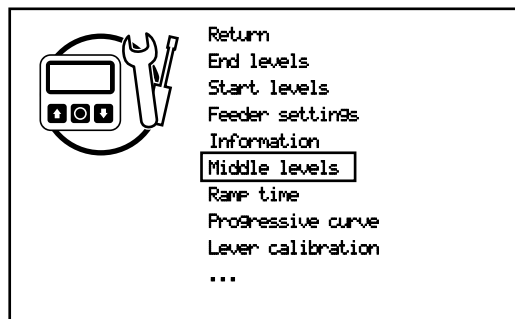 Return
End levels
Start levels
Feeder settings
Information
Middle levels
Ramp time
Progressive curve
Lever calibration
...